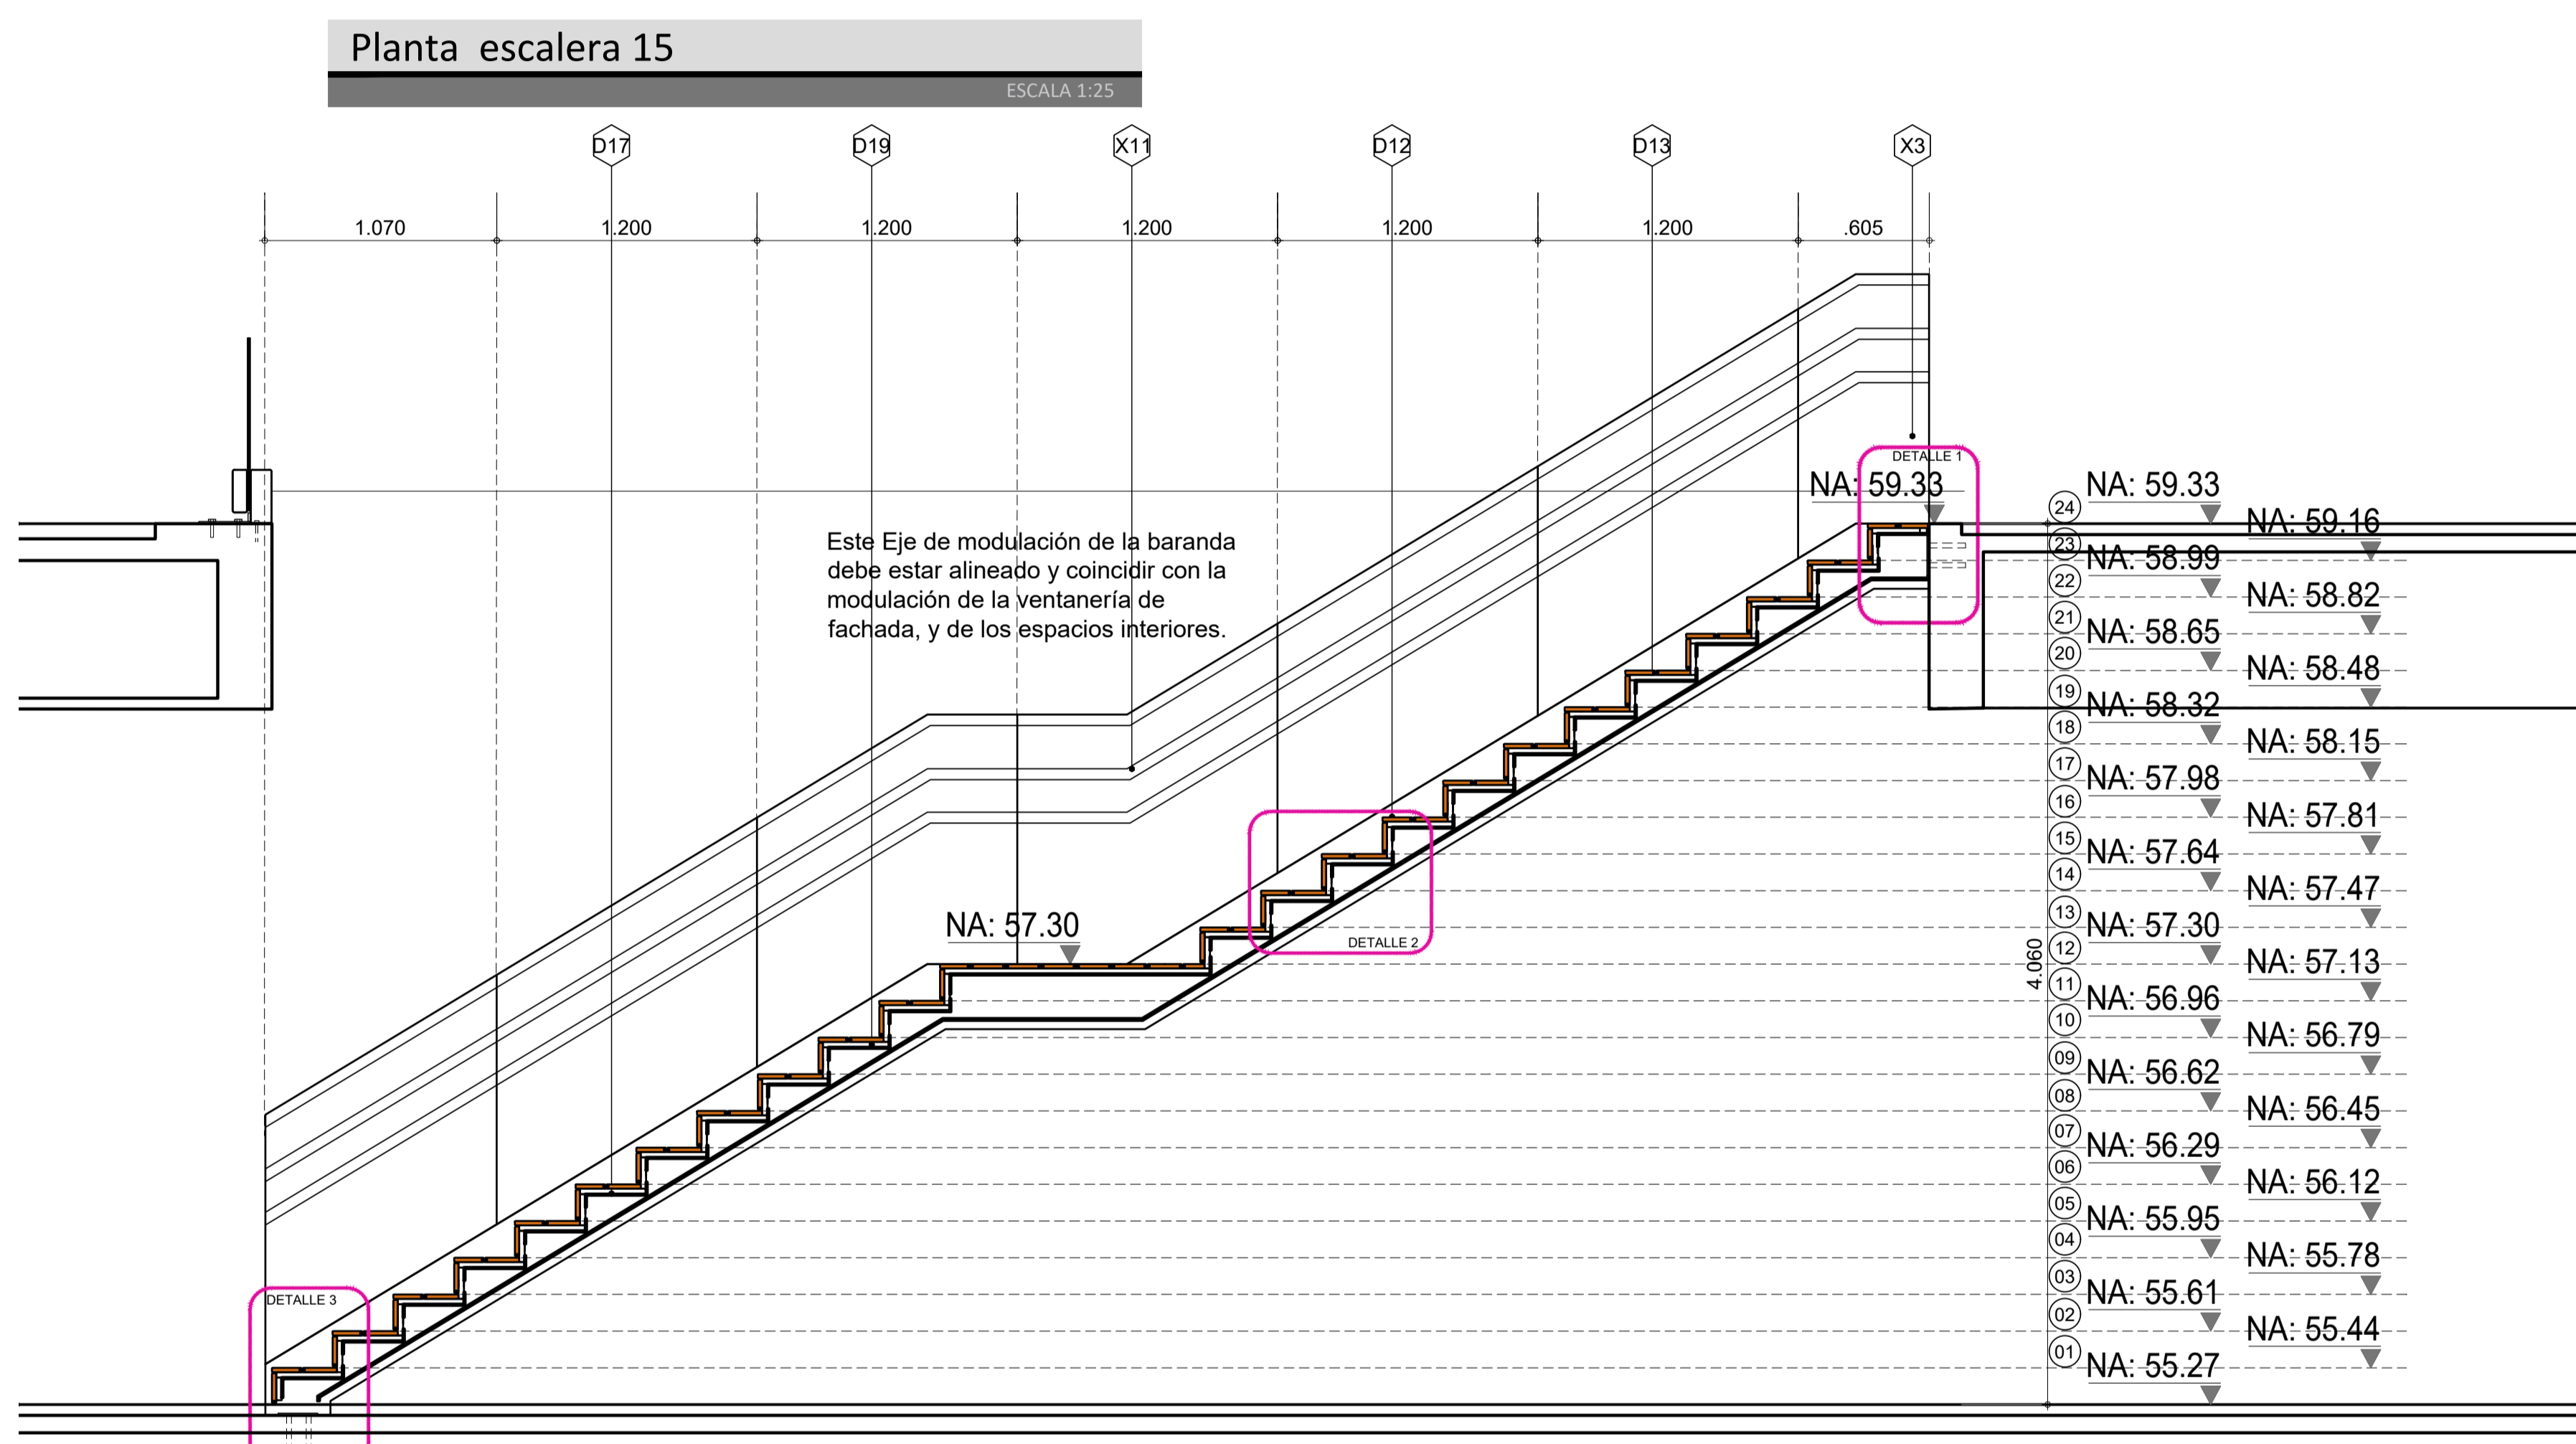 Planta escalera 15
ESCALA 1:25
D17
D19
X11
D12
D13
X3
1.070
1.200
1.200
1.200
1.200
1.200
.605
DETALLE 1
NA: 59.33
Este Eje de modulación de la baranda
debe estar alineado y coincidir con la
modulación de la ventanería de
fachada, y de los espacios interiores.
NA: 57.30
DETALLE 2
DETALLE 3
4.060
24
NA: 59.33
NA: 59.16
23
NA: 58.99
22
NA: 58.82
21
NA: 58.65
20
NA: 58.48
19
NA: 58.32
18
NA: 58.15
17
NA: 57.98
16
NA: 57.81
15
NA: 57.64
14
NA: 57.47
13
NA: 57.30
12
NA: 57.13
11
NA: 56.96
10
NA: 56.79
09
NA: 56.62
08
NA: 56.45
07
NA: 56.29
06
NA: 56.12
05
NA: 55.95
04
NA: 55.78
03
NA: 55.61
02
NA: 55.44
01
NA: 55.27